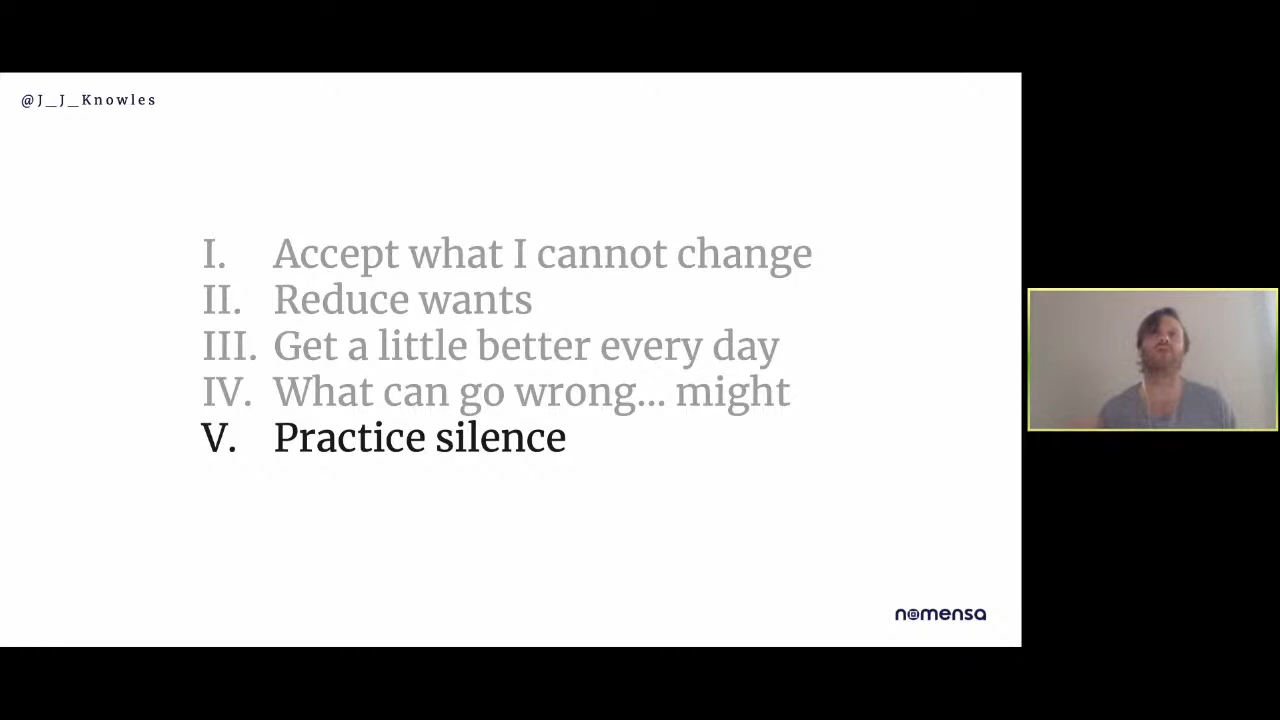 @J_J_Knowles
I. Accept what I cannot change
II. Reduce wants
III. Get a little better every day
IV. What can go wrong... might
V. Practice silence
nomensa